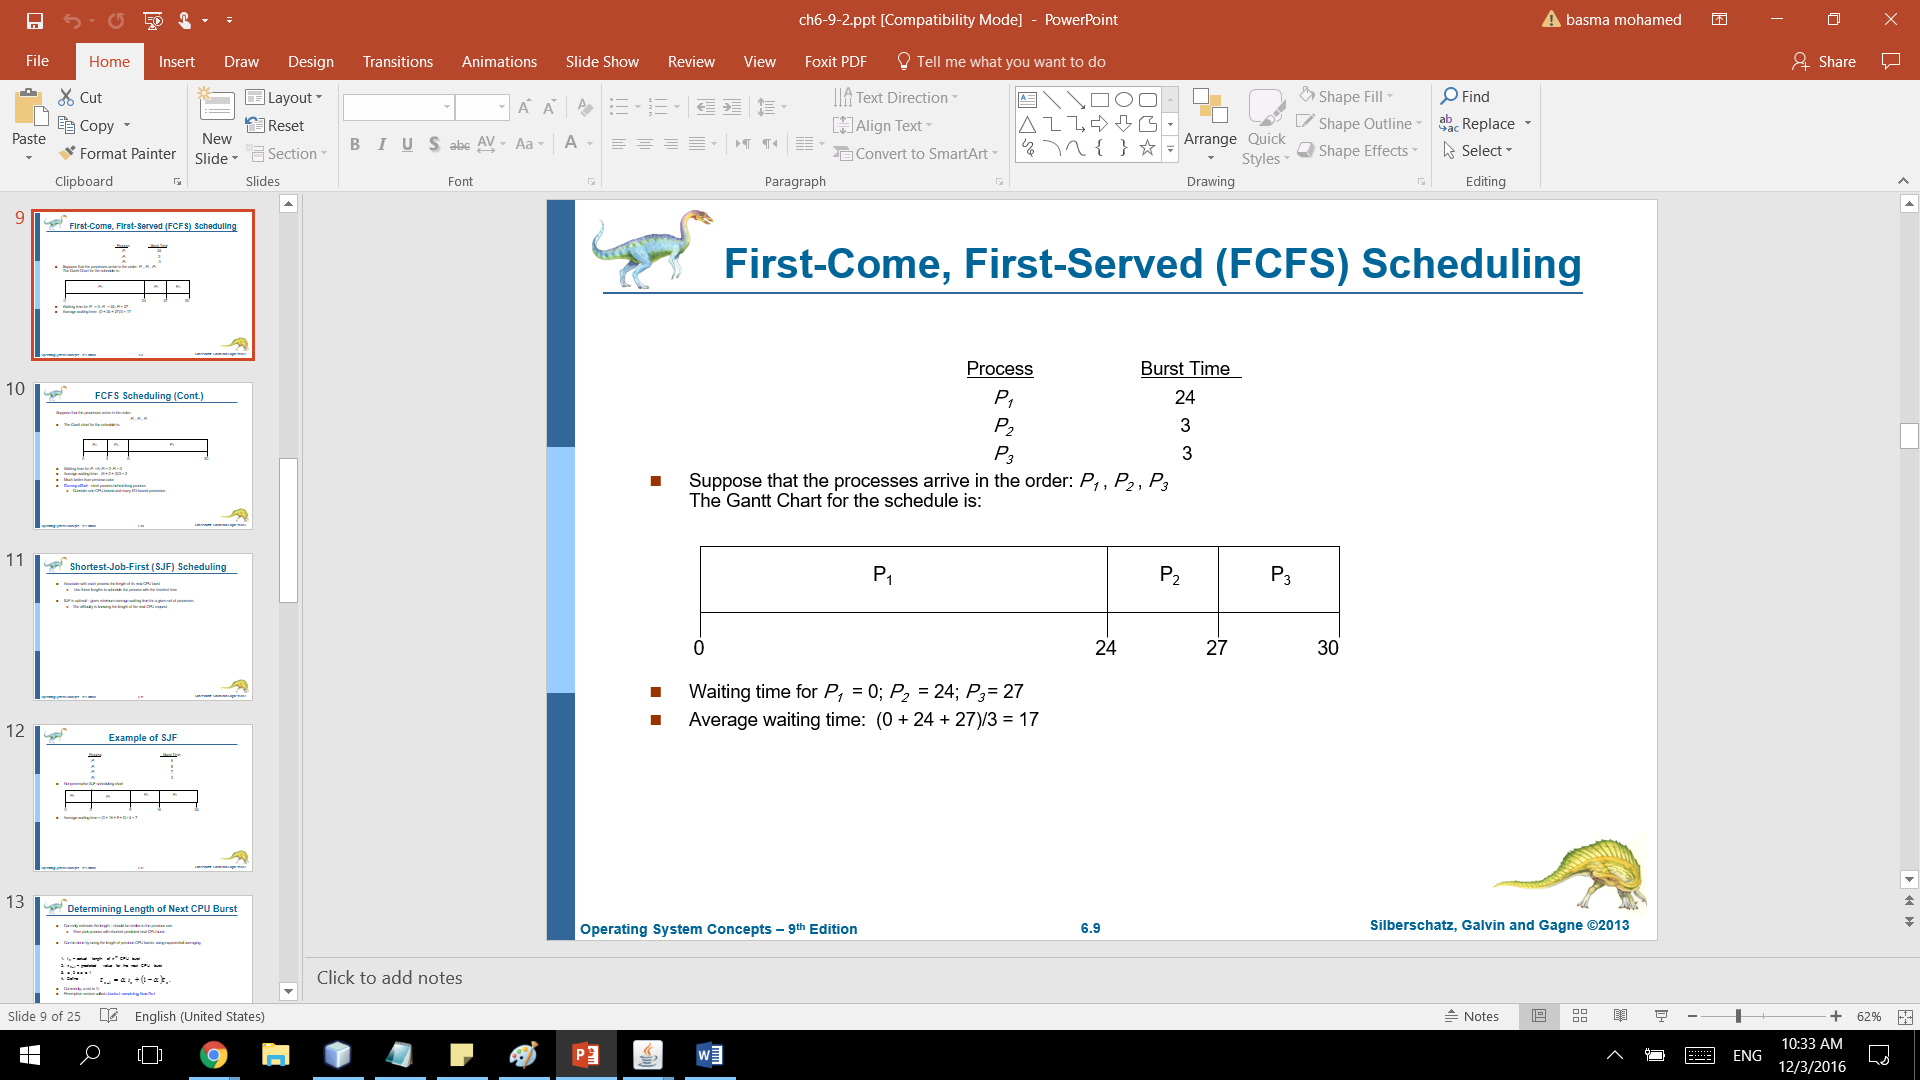 ch6-9-2.ppt [Compatibility Mode] - PowerPoint
basma mohamed
File Home Insert Draw Design Transitions Animations Slide Show Review View Foxit PDF Tell me what you want to do Share
Paste
Cut
Copy
Format Painter
Clipboard
New Slide
Layout
Reset
Section
Slides
B I U S abc AV Aa A
Font
Text Direction
Align Text
Convert to SmartArt
Paragraph
Arrange
Quick Styles
Shape Fill
Shape Outline
Shape Effects
Drawing
Find
Replace
Select
Editing
9
First-Come, First-Served (FCFS) Scheduling
10
FCFS Scheduling (Cont.)
11
Shortest-Job-First (SJF) Scheduling
12
Example of SJF
13
Determining Length of Next CPU Burst
First-Come, First-Served (FCFS) Scheduling
Process Burst Time
P1 24
P2 3
P3 3
Suppose that the processes arrive in the order: P1 , P2 , P3
The Gantt Chart for the schedule is:
P1 P2 P3
0 24 27 30
Waiting time for P1 = 0; P2 = 24; P3 = 27
Average waiting time: (0 + 24 + 27)/3 = 17
Operating System Concepts – 9th Edition
6.9
Silberschatz, Galvin and Gagne ©2013
Click to add notes
Slide 9 of 25 English (United States) Notes 62%
ENG
10:33 AM
12/3/2016